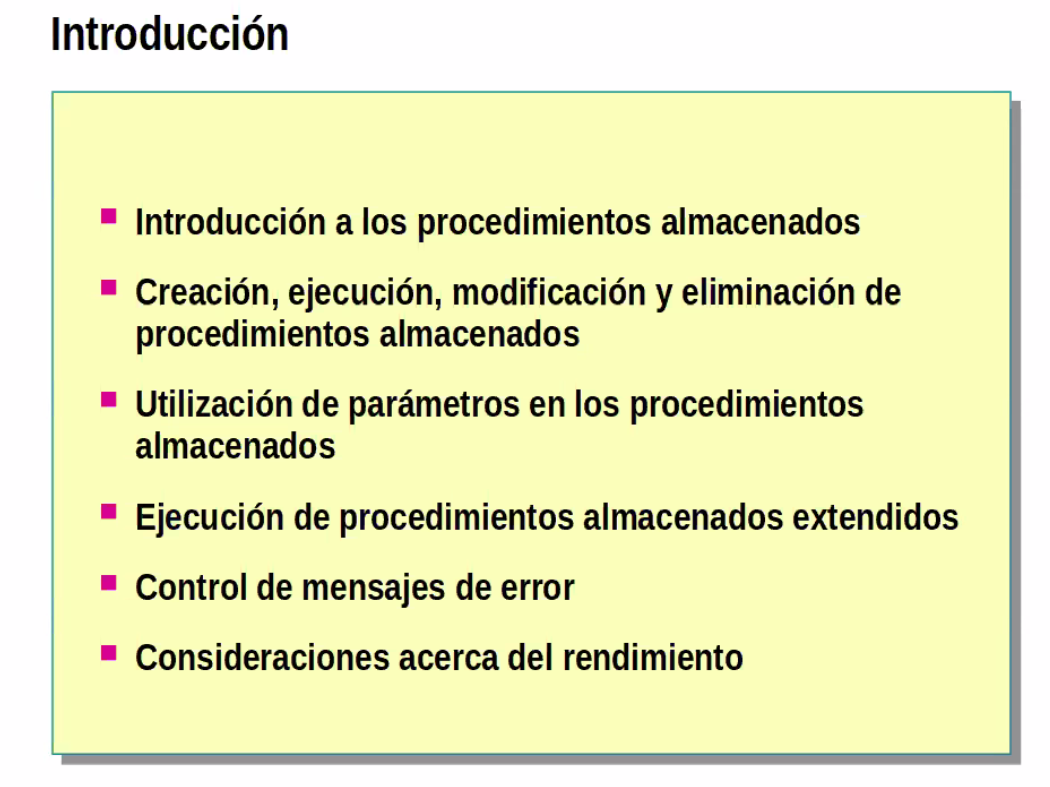 Introducción
Introducción a los procedimientos almacenados
Creación, ejecución, modificación y eliminación de
procedimientos almacenados
Utilización de parámetros en los procedimientos
almacenados
Ejecución de procedimientos almacenados extendidos
Control de mensajes de error
Consideraciones acerca del rendimiento